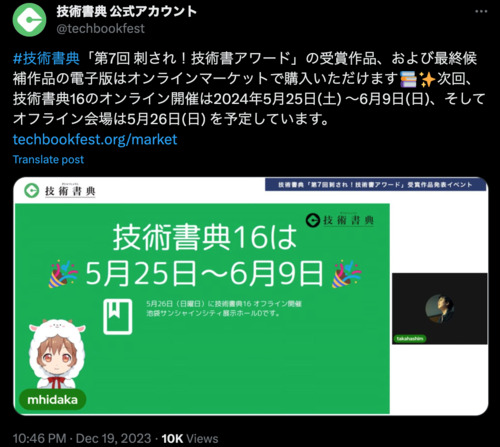 技術書典 公式アカウント
@techbookfest
#技術書典「第7回 刺され！技術書アワード」の受賞作品、および最終候
補作品の電子版はオンラインマーケットで購入いただけます📚✨次回、
技術書典16のオンライン開催は2024年5月25日(土) 〜6月9日(日)、そして
オフライン会場は5月26日(日) を予定しています。
techbookfest.org/market
Translate post
技術書典
技術書典「第7回刺され！技術書アワード」受賞作品発表イベント
技術書典
技術書典16は
🎉5月25日〜6月9日🎉
5月26日（日曜日）に技術書典16 オフライン開催
池袋サンシャインシティ展示ホールDです。
takahashim
mhidaka
10:46 PM · Dec 19, 2023 · 10K Views